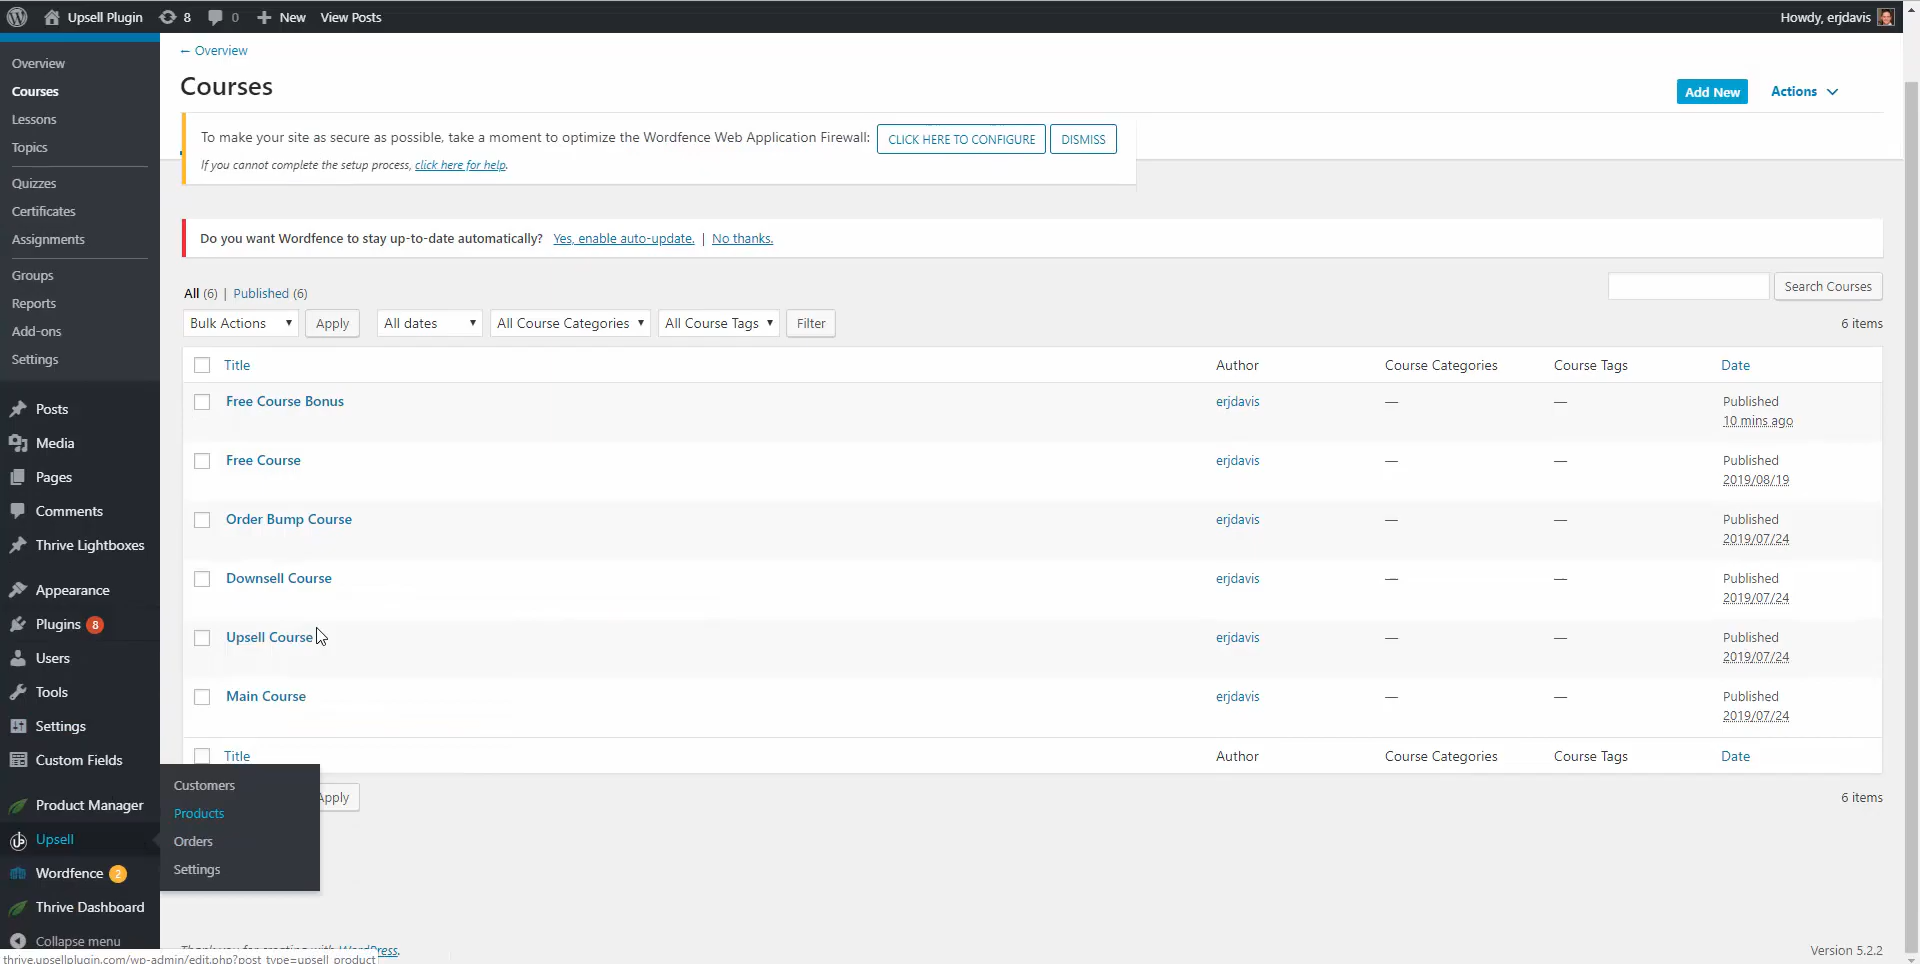 Upsell Plugin 8 0 New View Posts Howdy, erjdavis
Overview
Courses
Lessons
Topics
Quizzes
Certificates
Assignments
Groups
Reports
Add-ons
Settings
Posts
Media
Pages
Comments
Thrive Lightboxes
Appearance
Plugins 8
Users
Tools
Settings
Custom Fields
Product Manager
Upsell
Wordfence 2
Thrive Dashboard
Collapse menu
Customers
Products
Orders
Settings
← Overview
Courses
Add New Actions
To make your site as secure as possible, take a moment to optimize the Wordfence Web Application Firewall: CLICK HERE TO CONFIGURE DISMISS
If you cannot complete the setup process, click here for help.
Do you want Wordfence to stay up-to-date automatically? Yes, enable auto-update. | No thanks.
All (6) | Published (6)
Search Courses
Bulk Actions Apply All dates All Course Categories All Course Tags Filter 6 items
Title Author Course Categories Course Tags Date
Free Course Bonus erjdavis — — Published
10 mins ago
Free Course erjdavis — — Published
2019/08/19
Order Bump Course erjdavis — — Published
2019/07/24
Downsell Course erjdavis — — Published
2019/07/24
Upsell Course erjdavis — — Published
2019/07/24
Main Course erjdavis — — Published
2019/07/24
Title Author Course Categories Course Tags Date
Apply 6 items
Thank you for creating with WordPress. Version 5.2.2
thrive.upsellplugin.com/wp-admin/edit.php?post_type=upsell_product